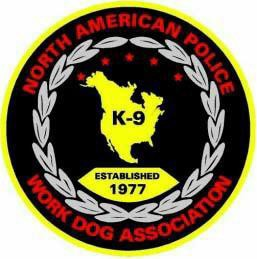 NORTH AMERICAN POLICE
K-9
ESTABLISHED
1977
WORK DOG ASSOCIATION